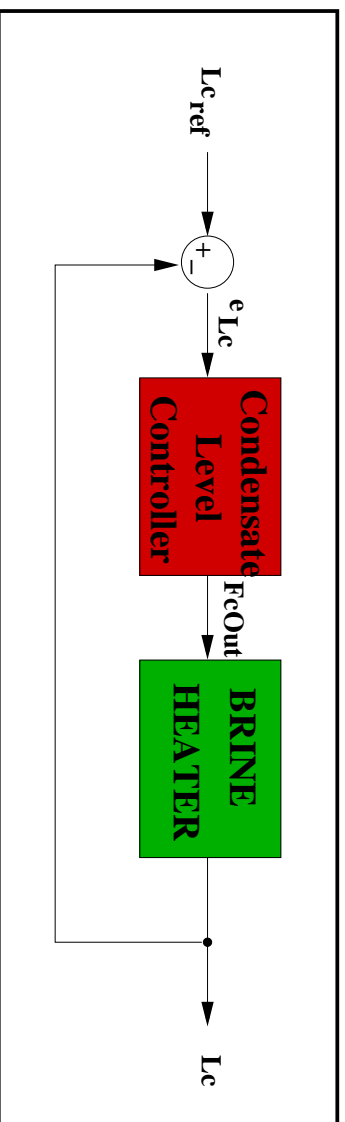 Lc ref
+
−
e Lc
Condensate
Level
Controller
FcOut
BRINE
HEATER
Lc